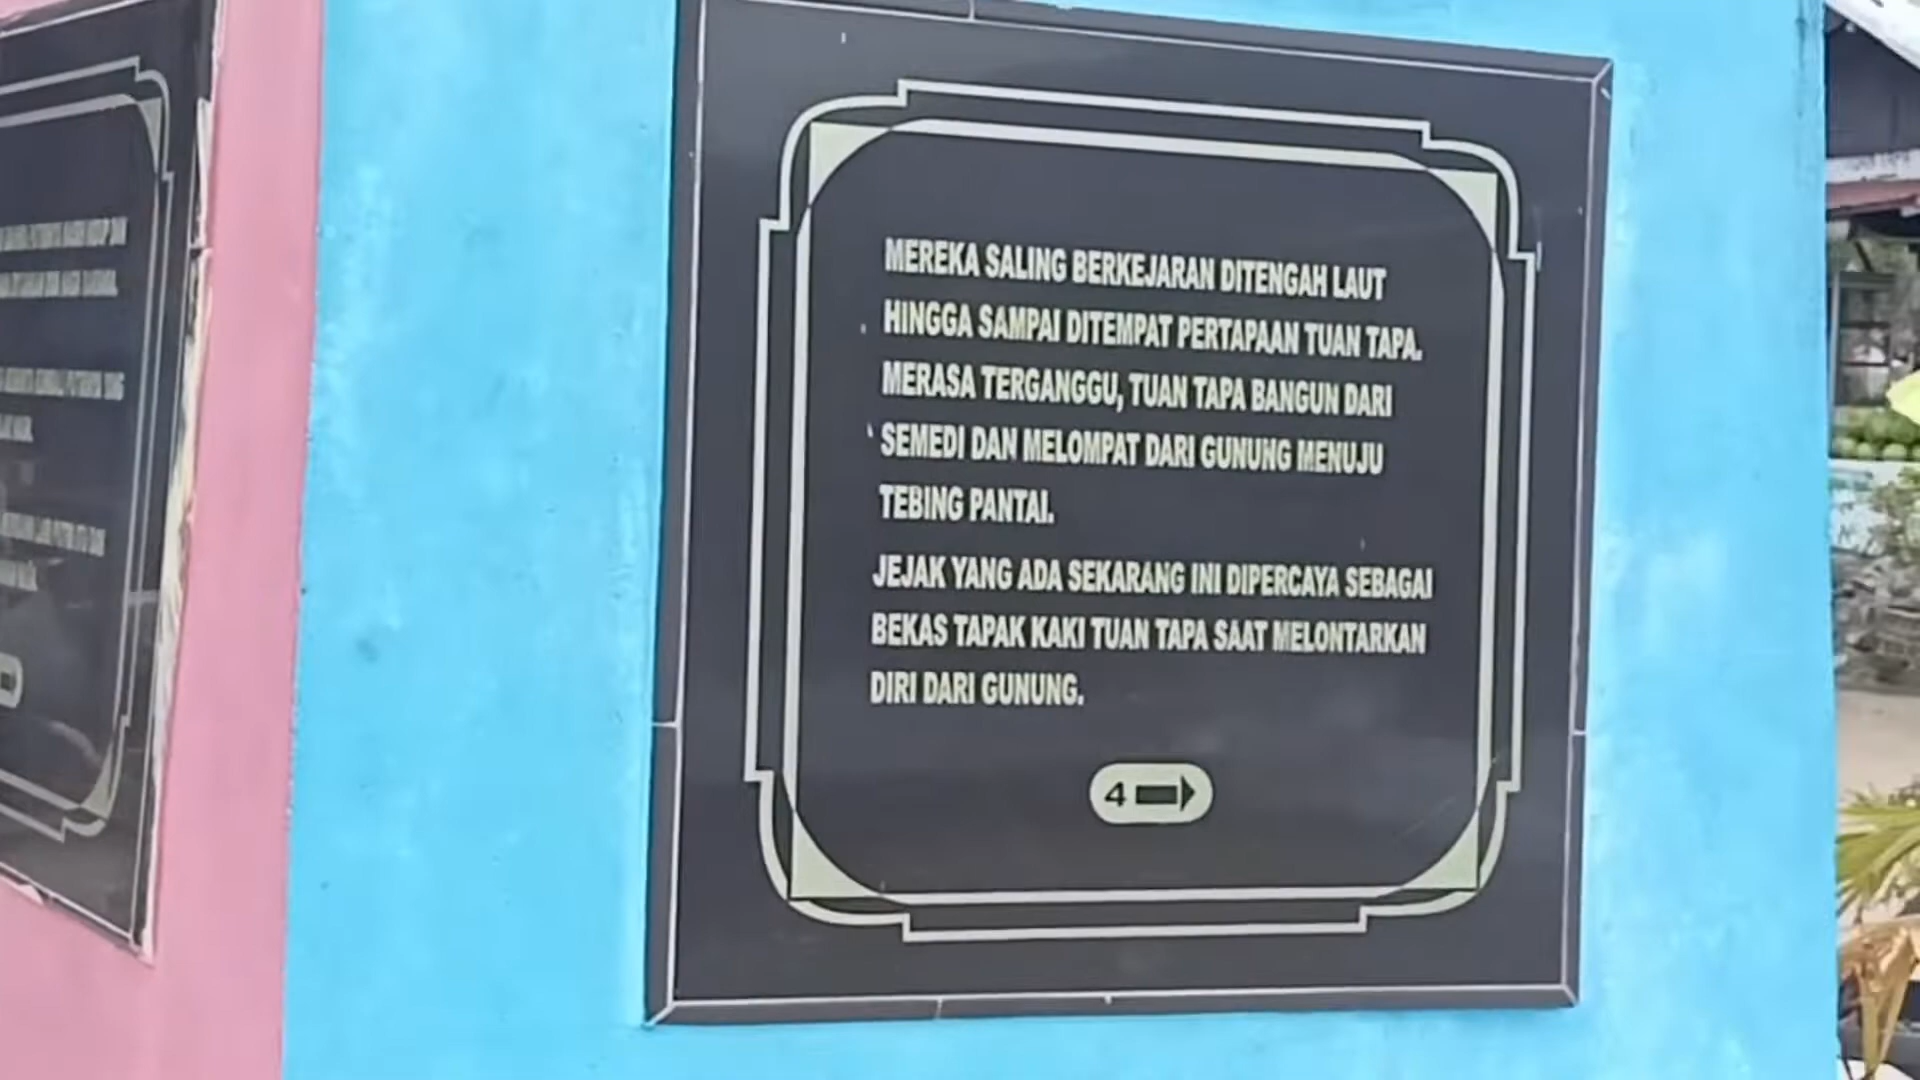 MEREKA SALING BERKEJARAN DITENGAH LAUT
HINGGA SAMPAI DITEMPAT PERTAPAAN TUAN TAPA.
MERASA TERGANGGU, TUAN TAPA BANGUN DARI
SEMEDI DAN MELOMPAT DARI GUNUNG MENUJU
TEBING PANTAI.
JEJAK YANG ADA SEKARANG INI DIPERCAYA SEBAGAI
BEKAS TAPAK KAKI TUAN TAPA SAAT MELONTARKAN
DIRI DARI GUNUNG.
4